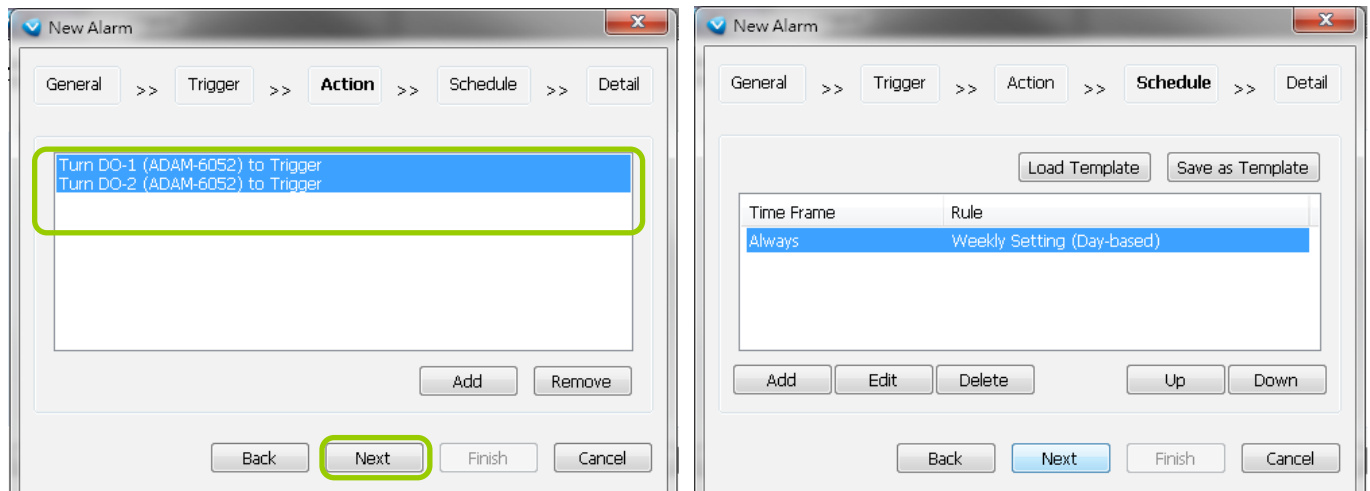 New Alarm
General >> Trigger >> Action >> Schedule >> Detail
Turn DO-1 (ADAM-6052) to Trigger
Turn DO-2 (ADAM-6052) to Trigger
Add Remove
Back Next Finish Cancel
New Alarm
General >> Trigger >> Action >> Schedule >> Detail
Load Template Save as Template
Time Frame Rule
Always Weekly Setting (Day-based)
Add Edit Delete Up Down
Back Next Finish Cancel